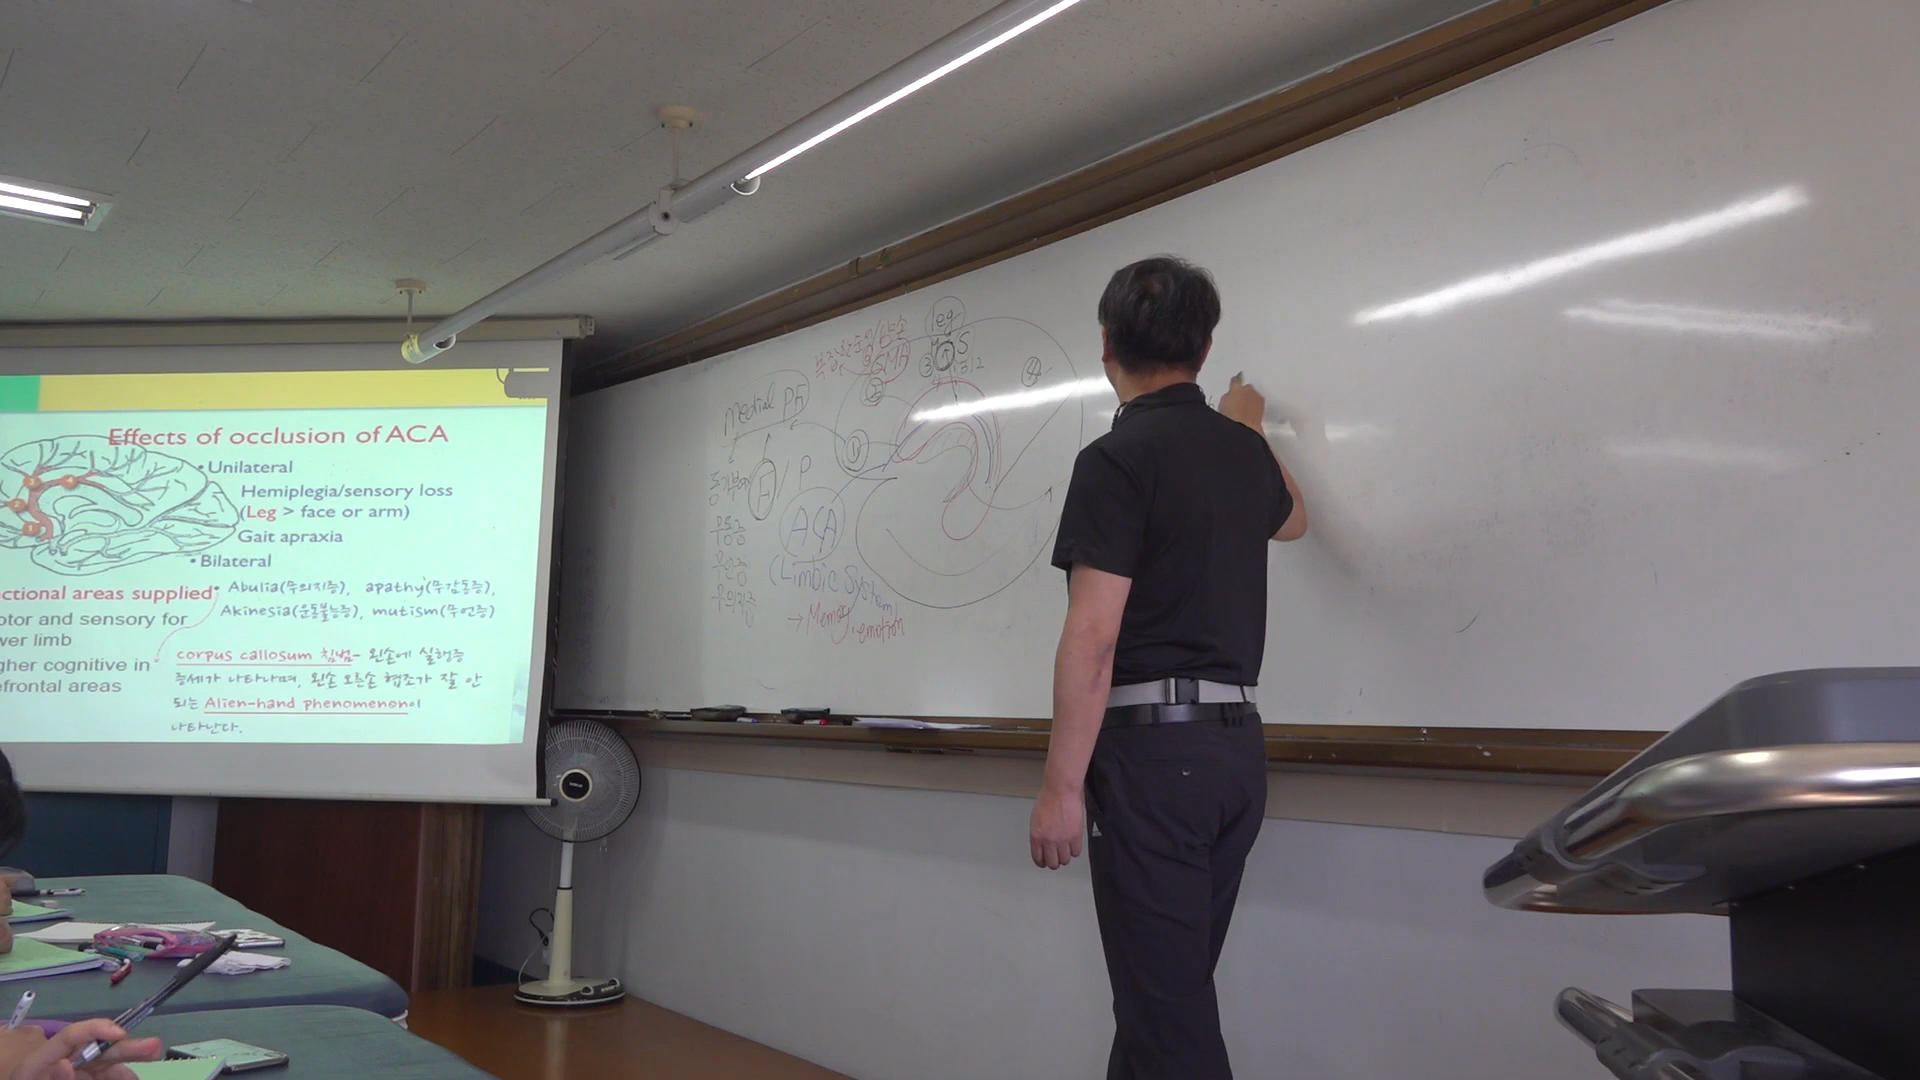 Effects of occlusion of ACA
• Unilateral
Hemiplegia/sensory loss
(Leg > face or arm)
Gait apraxia
• Bilateral
Abulia(무의지증), apathy(무감동증),
Akinesia(운동불능증), mutism(무언증)
ctional areas supplied
otor and sensory for
wer limb
gher cognitive in
efrontal areas
corpus callosum 침범- 왼손에 실행증
증세가 나타나며, 왼손 오른손 협조가 잘 안
되는 Alien-hand phenomenon이
나타난다.
leg
SMA
S
312
medial PF
F / P
무동증
무언증
무의지증
ACA
(Limbic System)
→ Memory, emotion